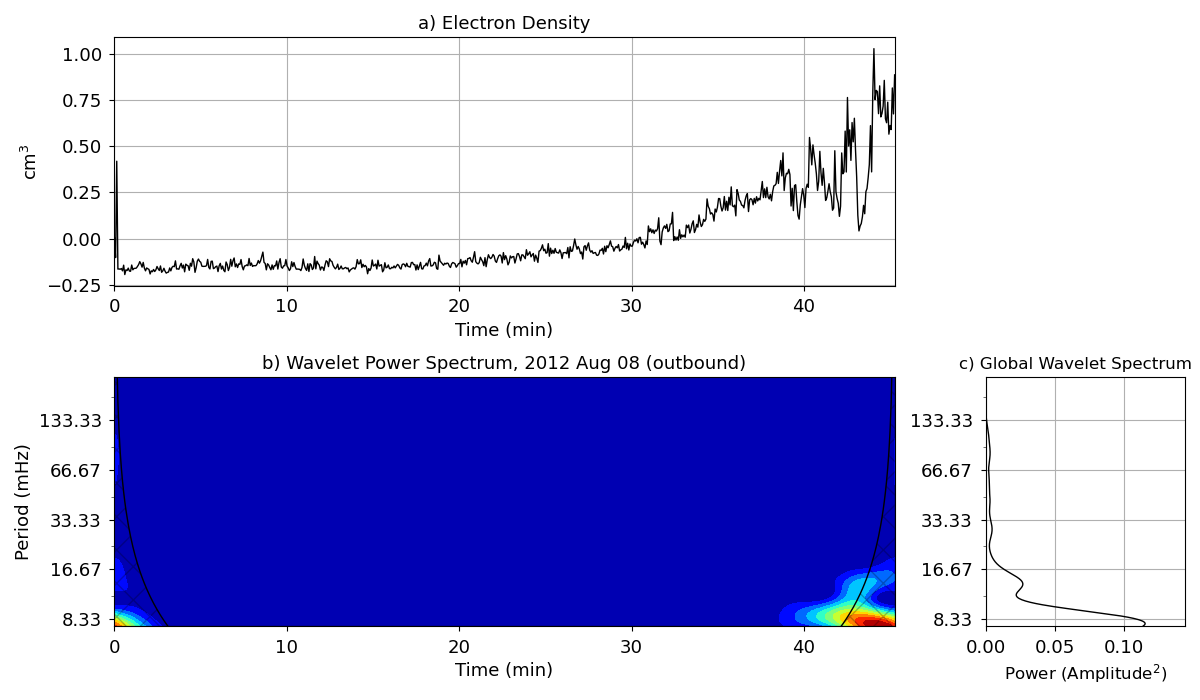 a) Electron Density
1.00
0.75
0.50
0.25
0.00
−0.25
cm³
0 10 20 30 40
Time (min)
b) Wavelet Power Spectrum, 2012 Aug 08 (outbound)
133.33
66.67
33.33
16.67
8.33
Period (mHz)
0 10 20 30 40
Time (min)
c) Global Wavelet Spectrum
133.33
66.67
33.33
16.67
8.33
0.00 0.05 0.10
Power (Amplitude²)